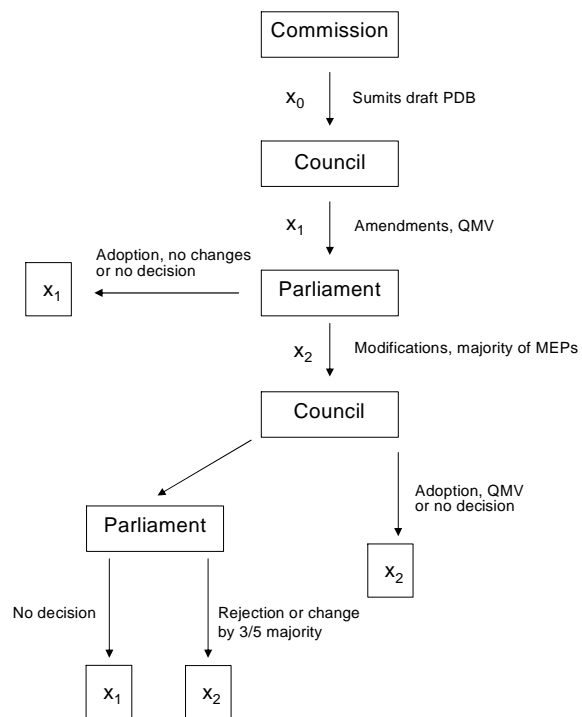 Commission
x₀
Sumits draft PDB
Council
x₁
Amendments, QMV
Adoption, no changes
or no decision
x₁
Parliament
x₂
Modifications, majority of MEPs
Council
Adoption, QMV
or no decision
Parliament
x₂
No decision
Rejection or change
by 3/5 majority
x₁
x₂